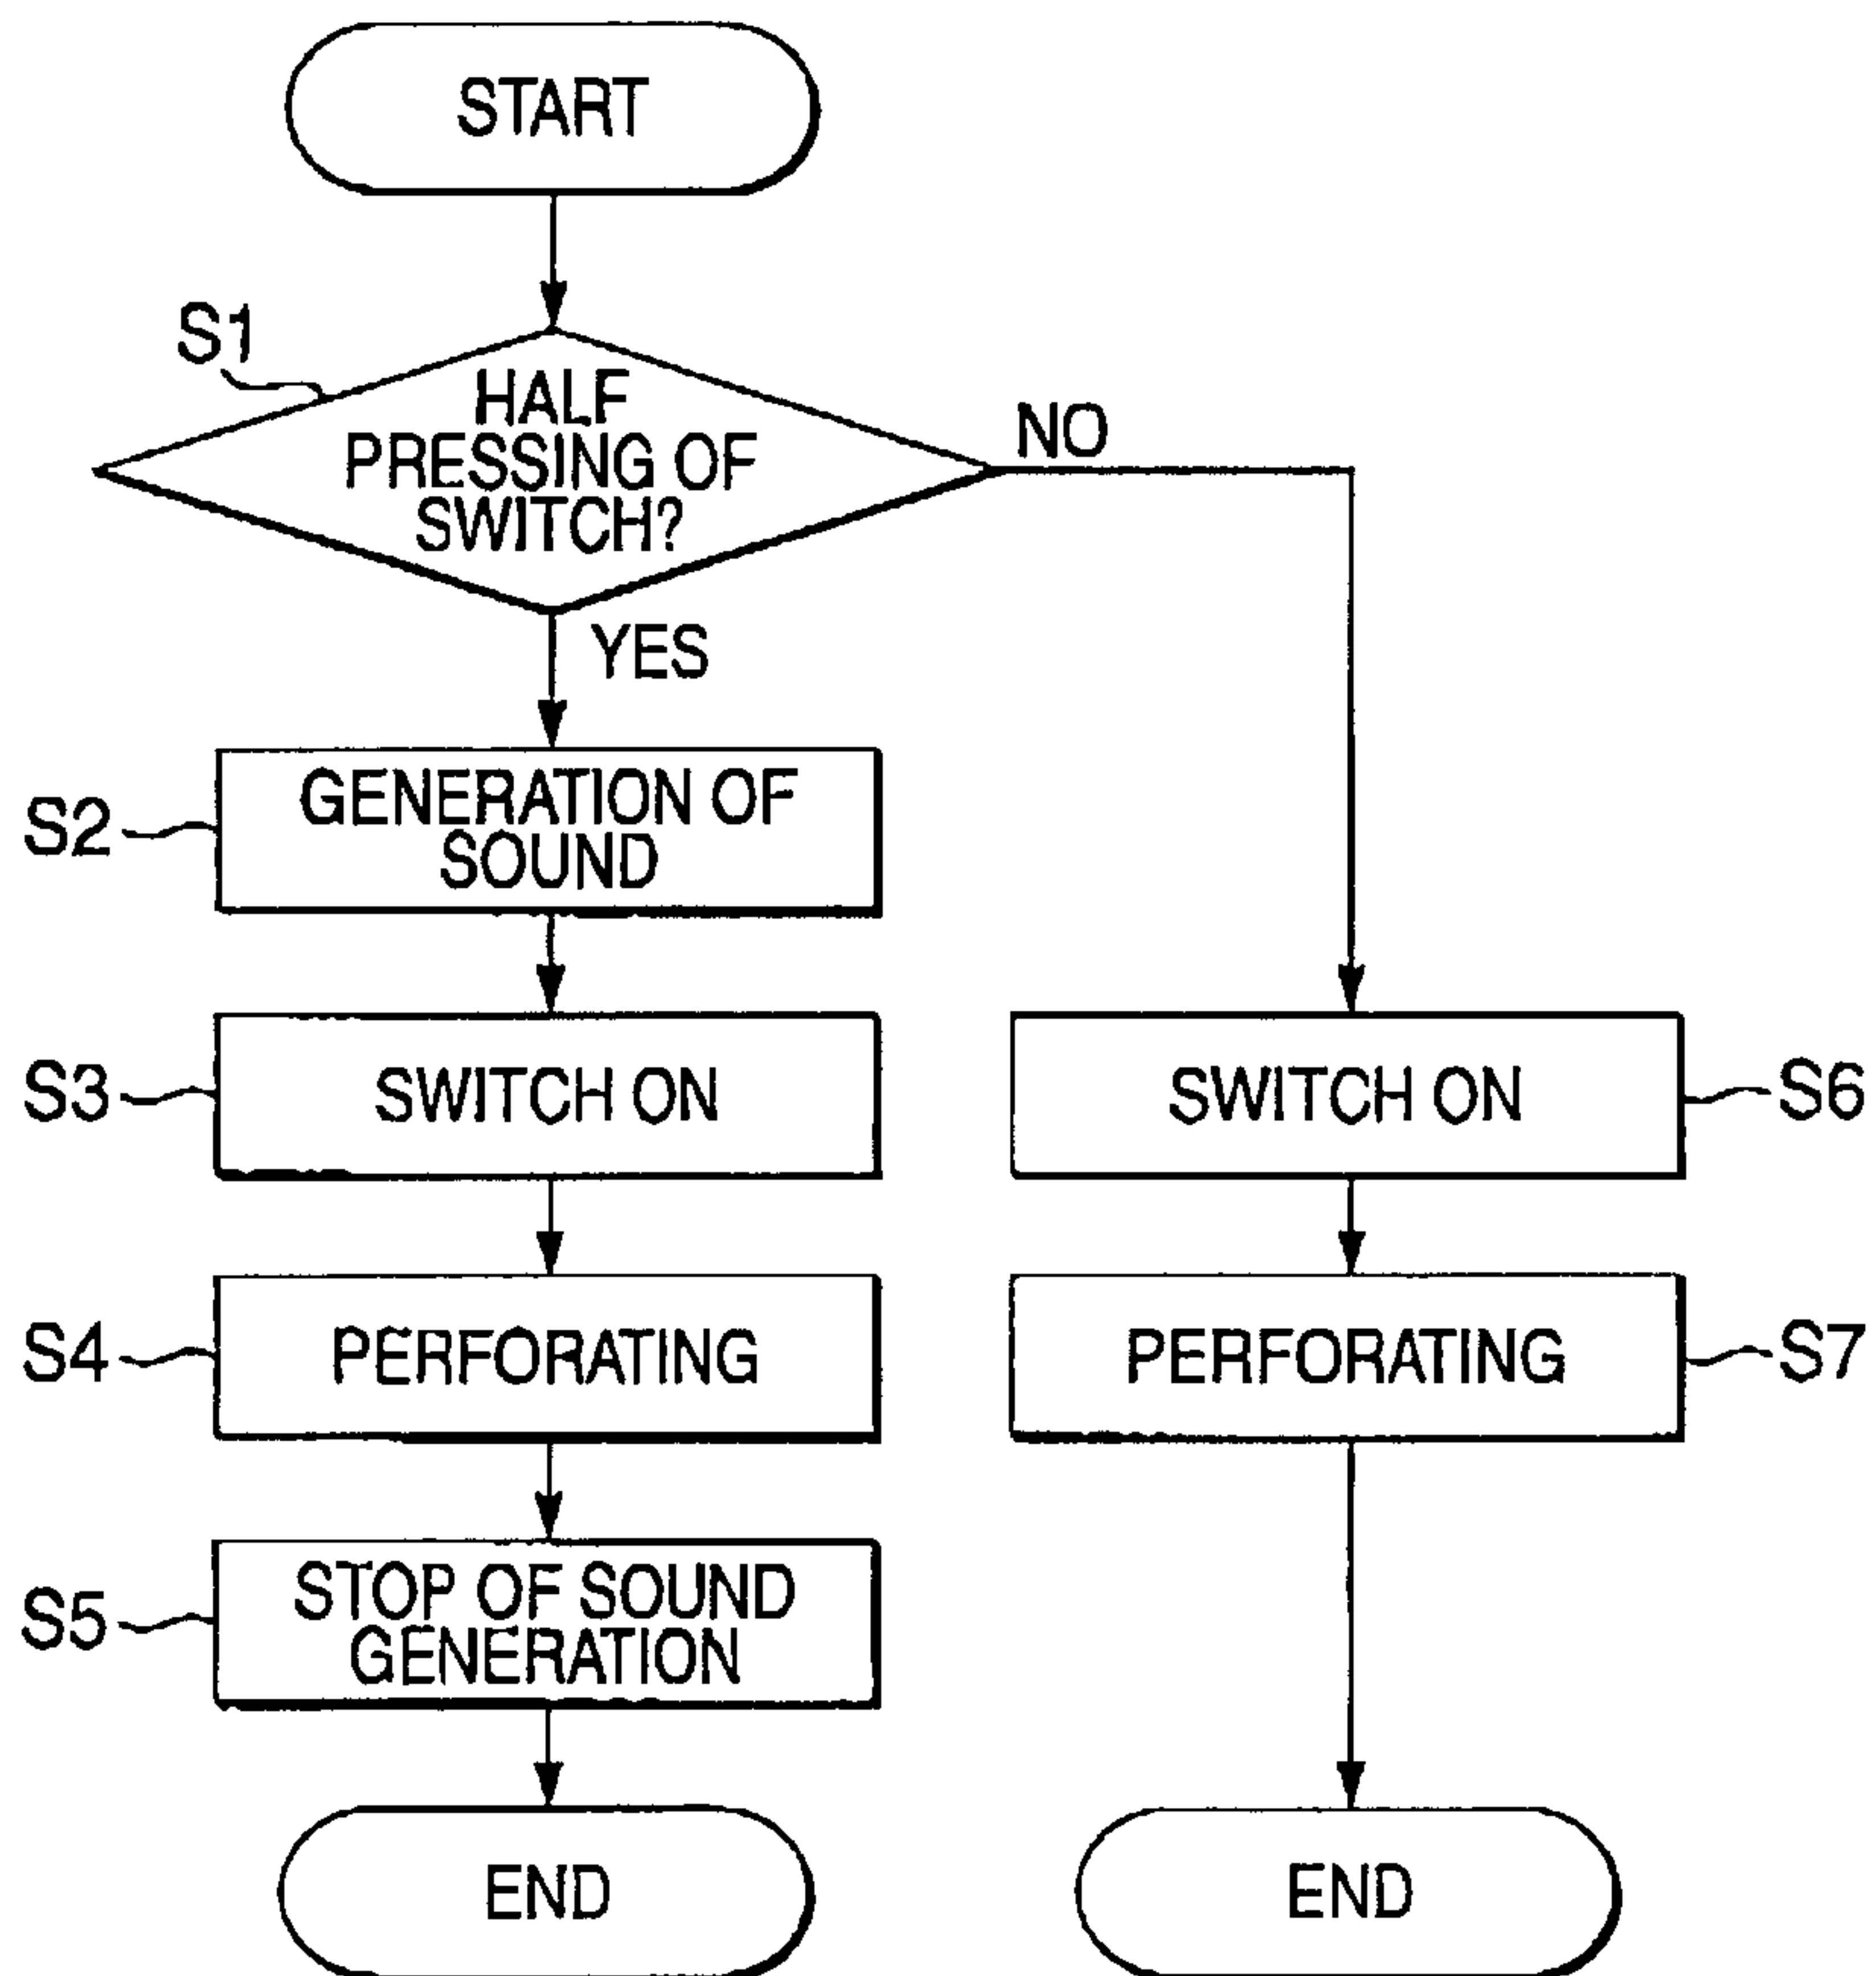 START
S1
HALF
PRESSING OF
SWITCH?
NO
YES
S2
GENERATION OF
SOUND
S3
SWITCH ON
SWITCH ON
S6
S4
PERFORATING
PERFORATING
S7
S5
STOP OF SOUND
GENERATION
END
END